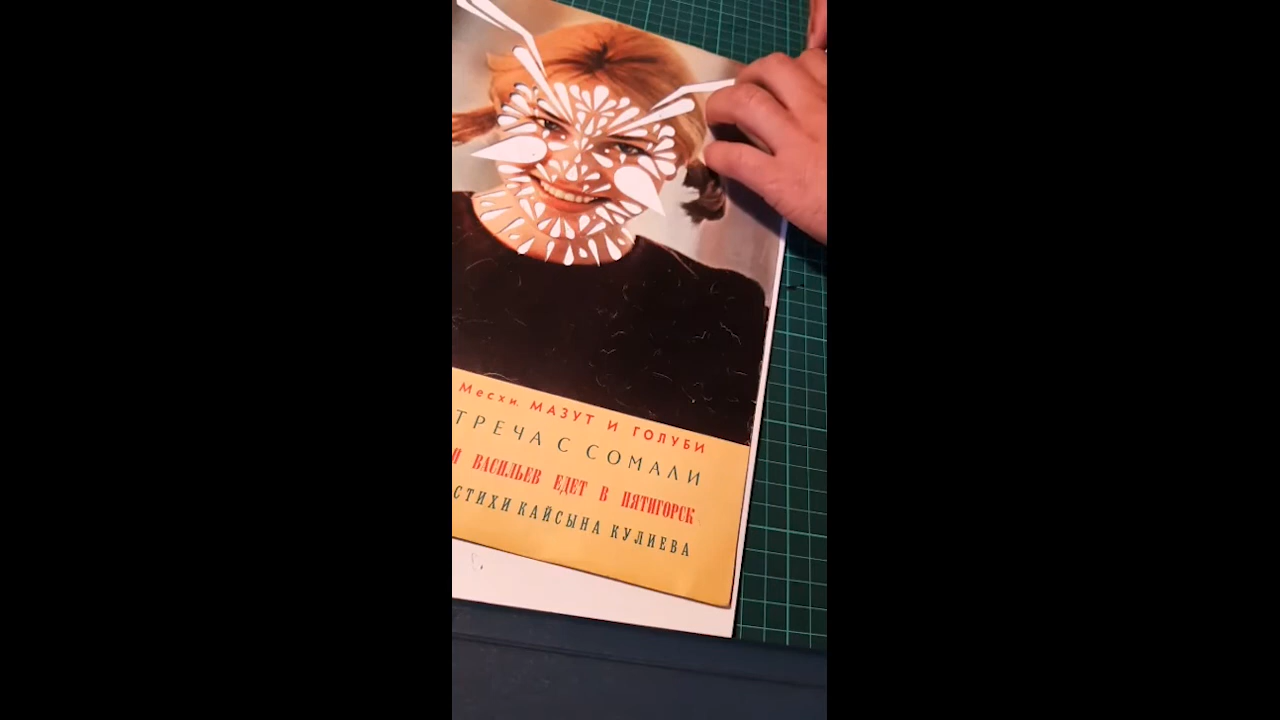 Месхи. МАЗУТ И ГОЛУБИ
ТРЕЧА С СОМАЛИ
И ВАСИЛЬЕВ ЕДЕТ В ПЯТИГОРСК
СТИХИ КАЙСЫНА КУЛИЕВА